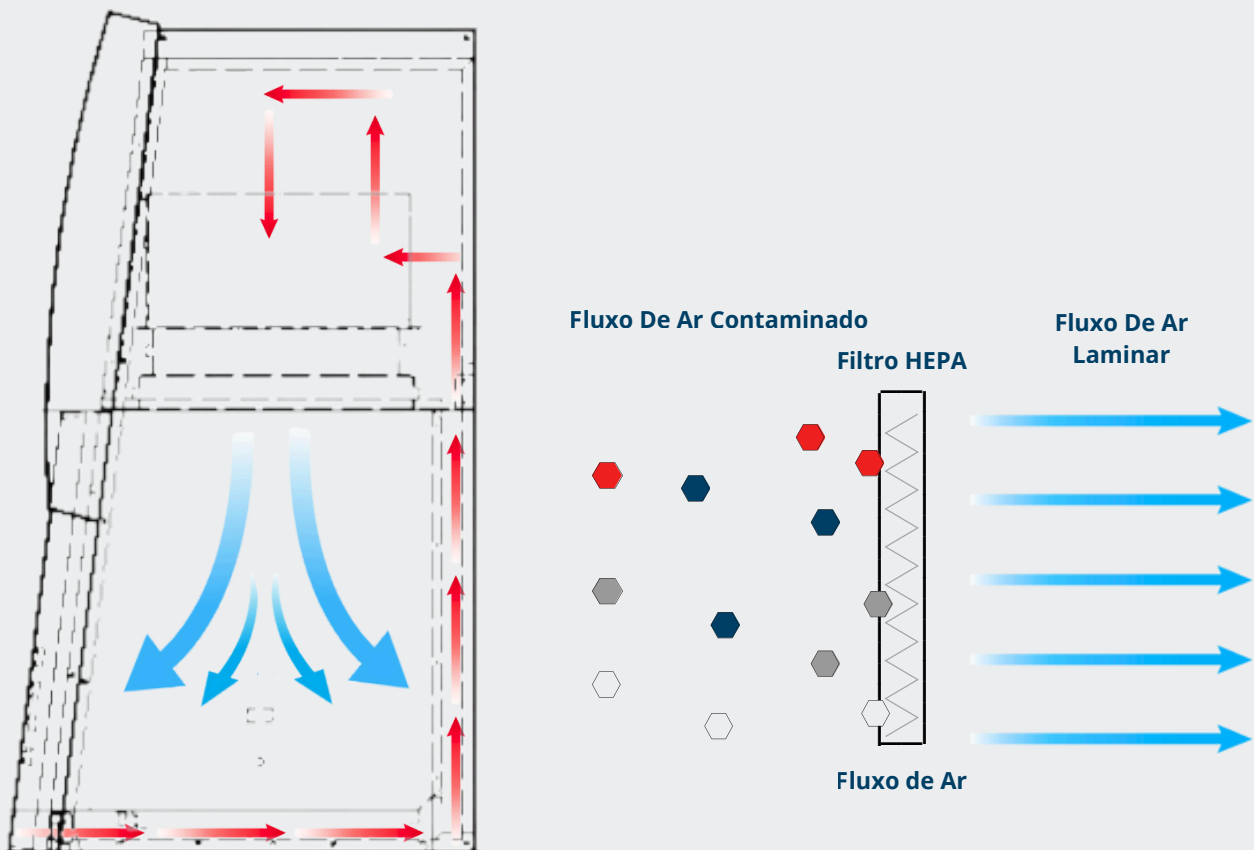 Fluxo De Ar Contaminado
Filtro HEPA
Fluxo De Ar
Laminar
Fluxo de Ar